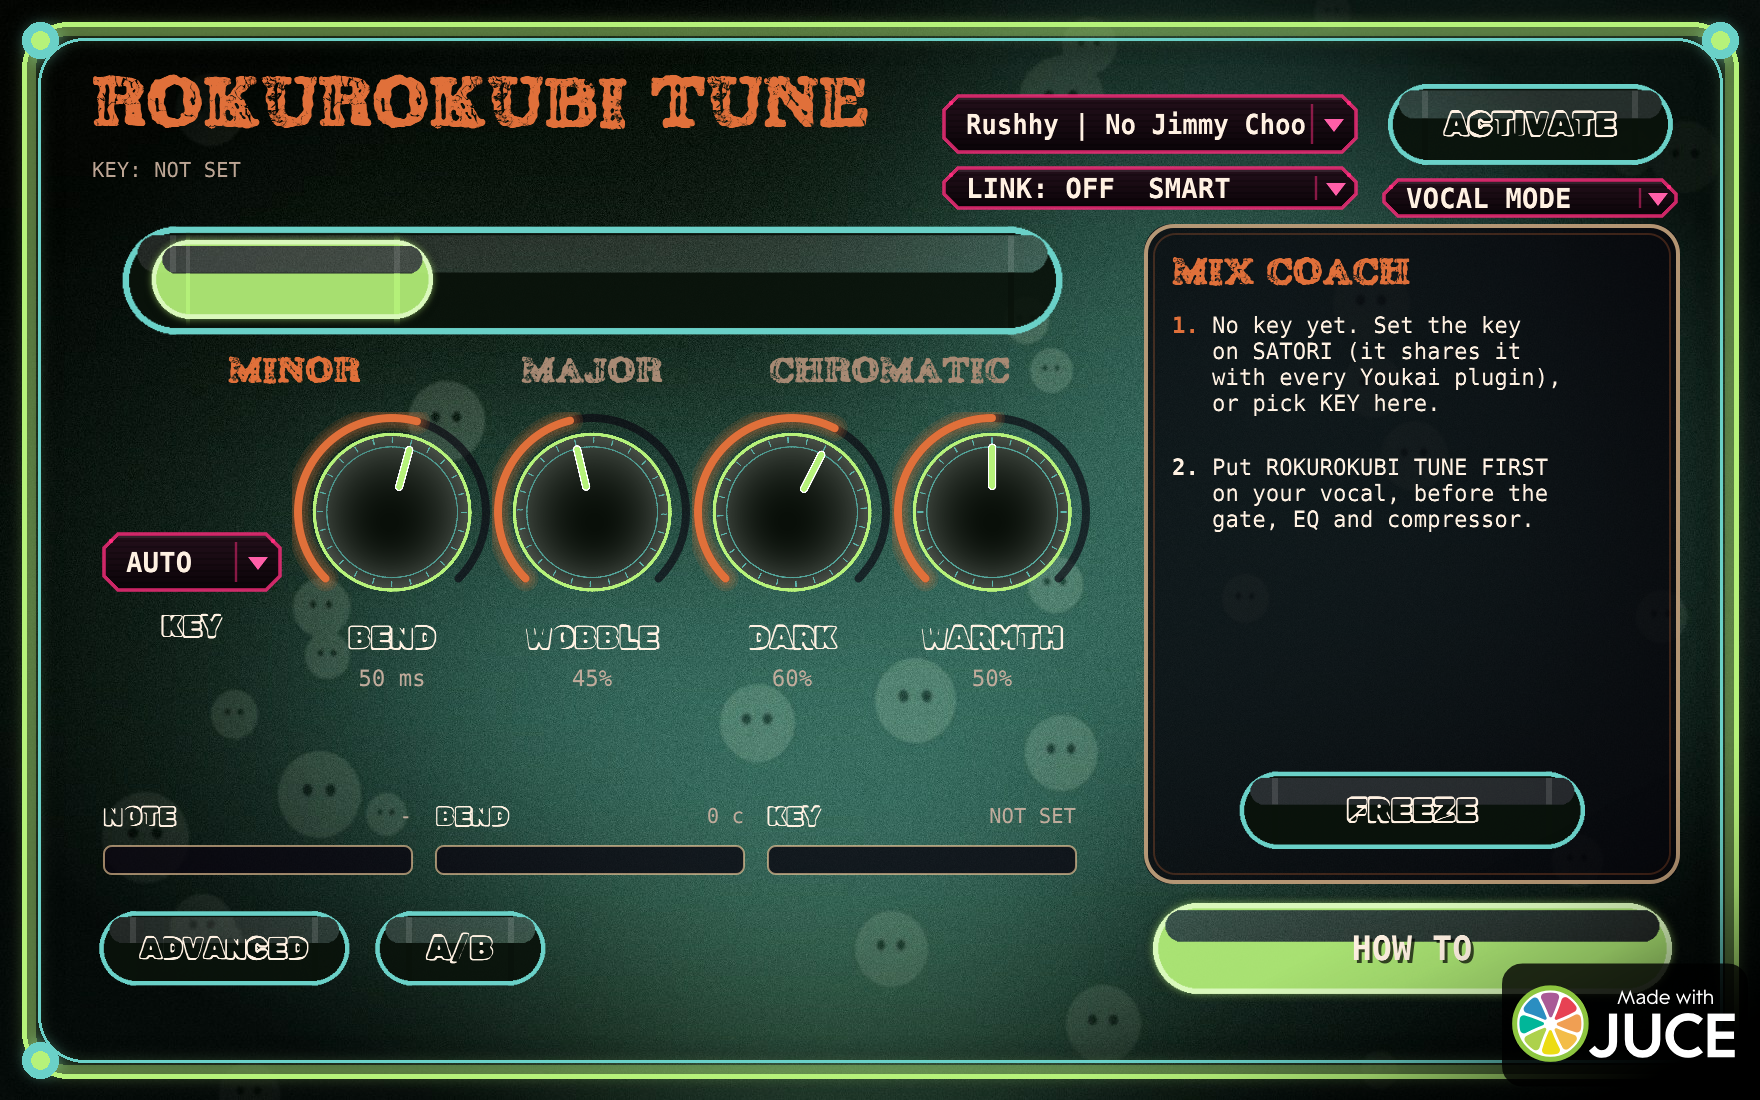 ROKUROKUBI TUNE
KEY: NOT SET
Rushhy | No Jimmy Choo
LINK: OFF SMART
ACTIVATE
VOCAL MODE
MINOR
MAJOR
CHROMATIC
AUTO
KEY
BEND
50 ms
WOBBLE
45%
DARK
60%
WARMTH
50%
NOTE -
BEND 0 c
KEY NOT SET
ADVANCED
A/B
MIX COACH
1. No key yet. Set the key
on SATORI (it shares it
with every Youkai plugin),
or pick KEY here.
2. Put ROKUROKUBI TUNE FIRST
on your vocal, before the
gate, EQ and compressor.
FREEZE
HOW TO
Made with
JUCE